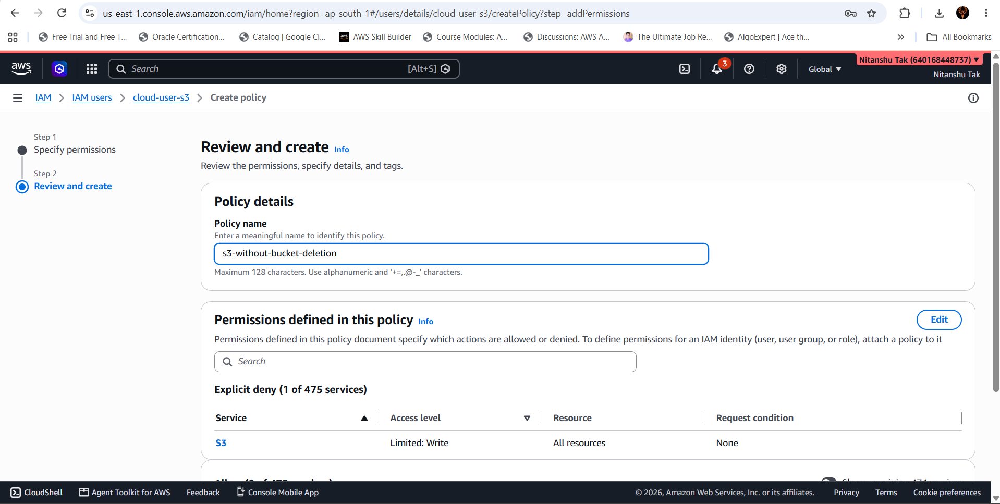 us-east-1.console.aws.amazon.com/iam/home?region=ap-south-1#/users/details/cloud-user-s3/createPolicy?step=addPermissions
Free Trial and Free T... Oracle Certification... Catalog | Google Cl... aws AWS Skill Builder Course Modules: A... Discussions: AWS A... The Ultimate Job Re... AlgoExpert | Ace th... » All Bookmarks
aws Search [Alt+S] 3 Global Nitanshu Tak (640168448737)
Nitanshu Tak
IAM IAM users cloud-user-s3 Create policy
Step 1
Specify permissions
Step 2
Review and create
Review and create Info
Review the permissions, specify details, and tags.
Policy details
Policy name
Enter a meaningful name to identify this policy.
s3-without-bucket-deletion
Maximum 128 characters. Use alphanumeric and '+=,.@-_' characters.
Permissions defined in this policy Info
Edit
Permissions defined in this policy document specify which actions are allowed or denied. To define permissions for an IAM identity (user, user group, or role), attach a policy to it
Search
Explicit deny (1 of 475 services)
Service Access level Resource Request condition
S3 Limited: Write All resources None
CloudShell Agent Toolkit for AWS Feedback Console Mobile App © 2026, Amazon Web Services, Inc. or its affiliates. Privacy Terms Cookie preferences